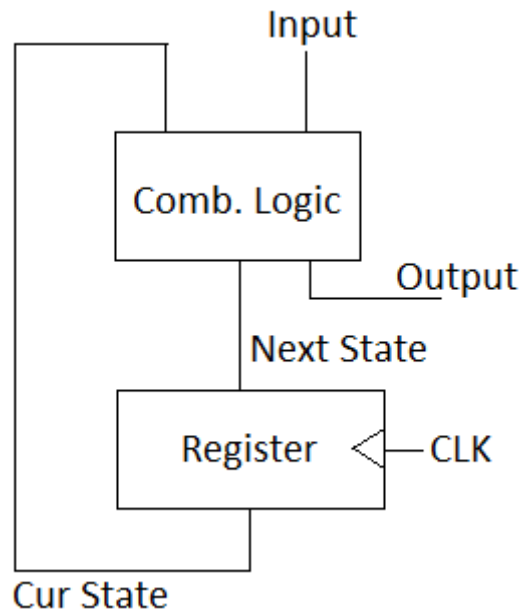 Input
Comb. Logic
Output
Next State
Register
CLK
Cur State